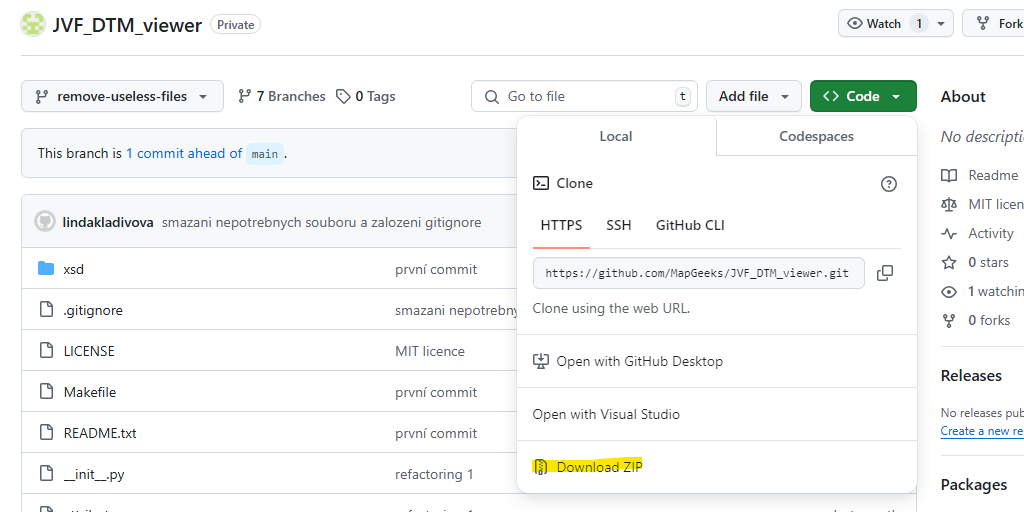 JVF_DTM_viewer Private Watch 1 Fork
remove-useless-files 7 Branches 0 Tags Go to file t Add file Code About
Local Codespaces
No descripti
This branch is 1 commit ahead of main.
Clone
Readme
MIT licen
lindakladivova smazani nepotrebnych souboru a zalozeni gitignore
HTTPS SSH GitHub CLI
Activity
0 stars
xsd první commit
https://github.com/MapGeeks/JVF_DTM_viewer.git
1 watchin
.gitignore smazani nepotrebny
Clone using the web URL.
0 forks
LICENSE MIT licence
Open with GitHub Desktop
Releases
Makefile první commit
No releases pub
Open with Visual Studio
Create a new re
README.txt první commit
__init__.py refactoring 1
Download ZIP
Packages